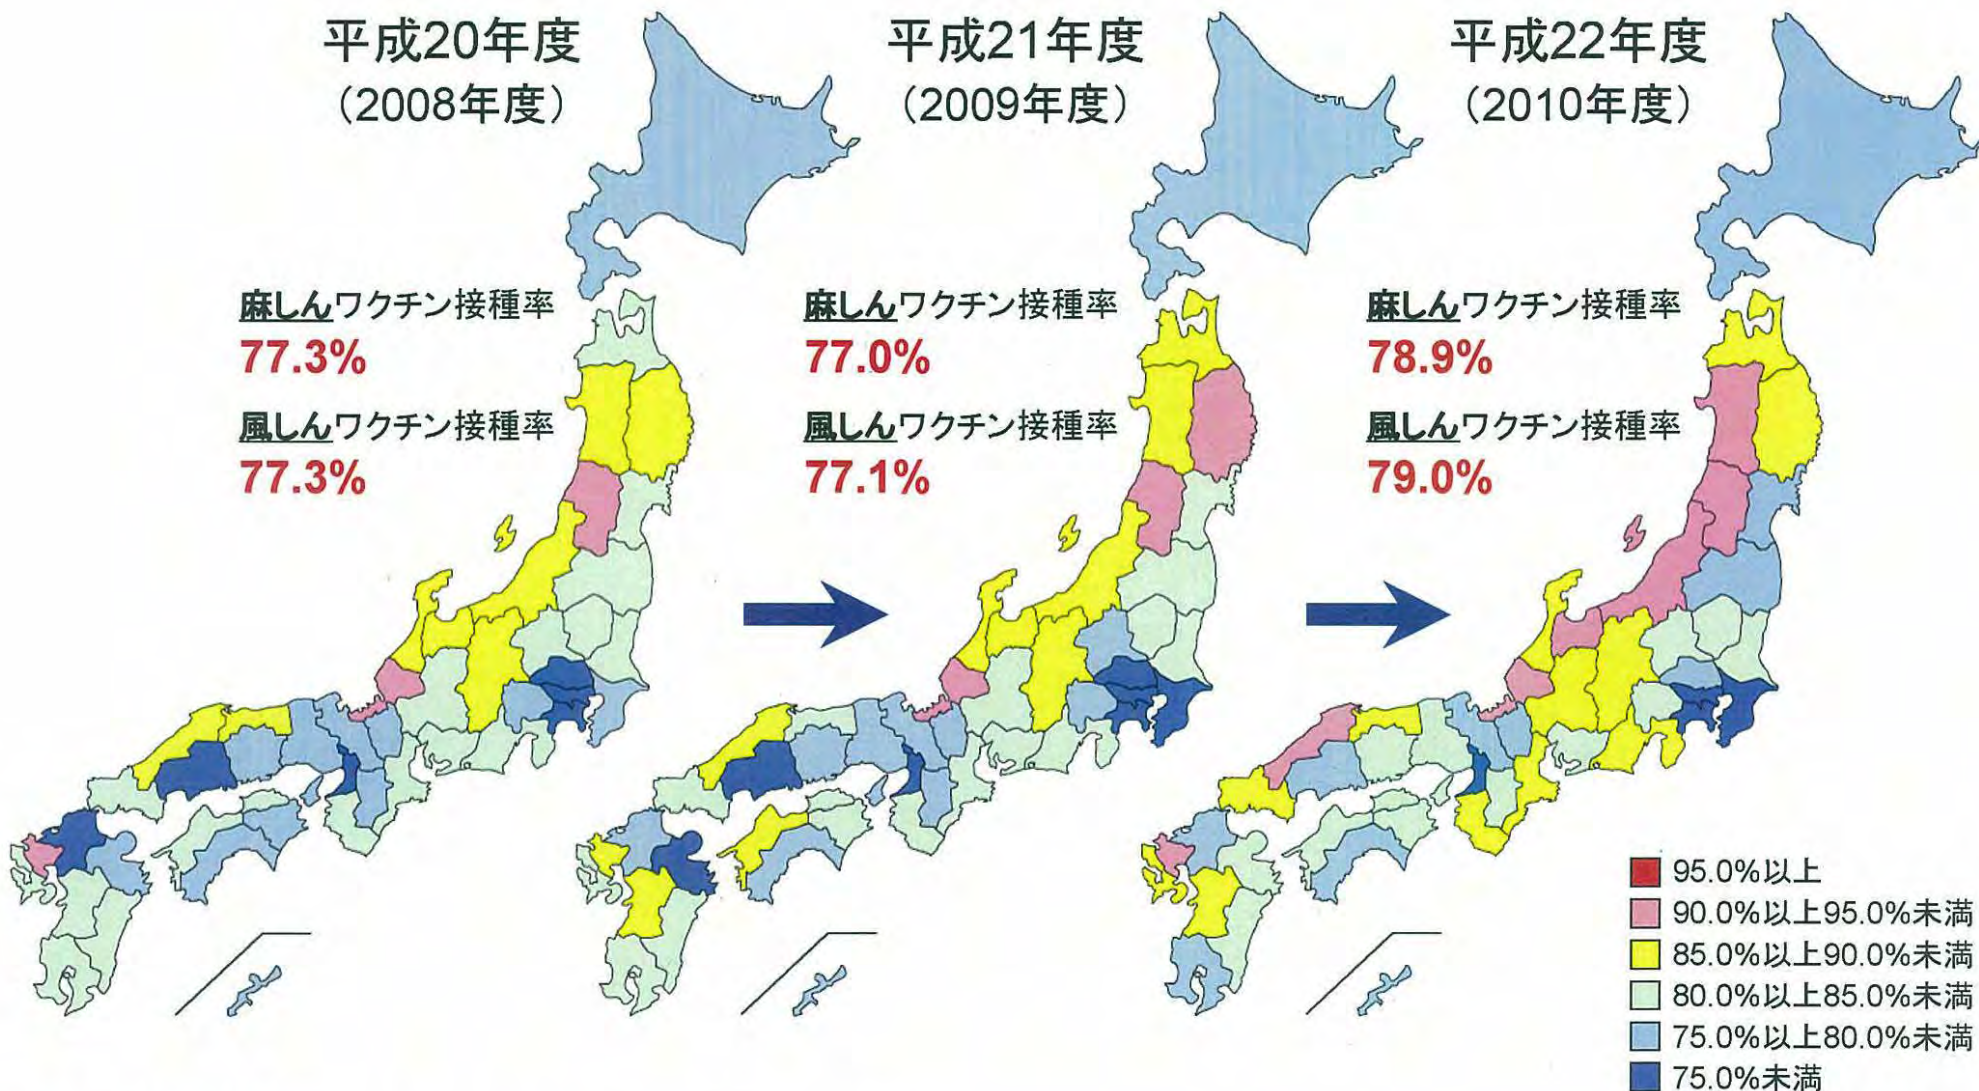 平成20年度
(2008年度)
麻しんワクチン接種率
77.3%
風しんワクチン接種率
77.3%
平成21年度
(2009年度)
麻しんワクチン接種率
77.0%
風しんワクチン接種率
77.1%
平成22年度
(2010年度)
麻しんワクチン接種率
78.9%
風しんワクチン接種率
79.0%
95.0%以上
90.0%以上95.0%未満
85.0%以上90.0%未満
80.0%以上85.0%未満
75.0%以上80.0%未満
75.0%未満